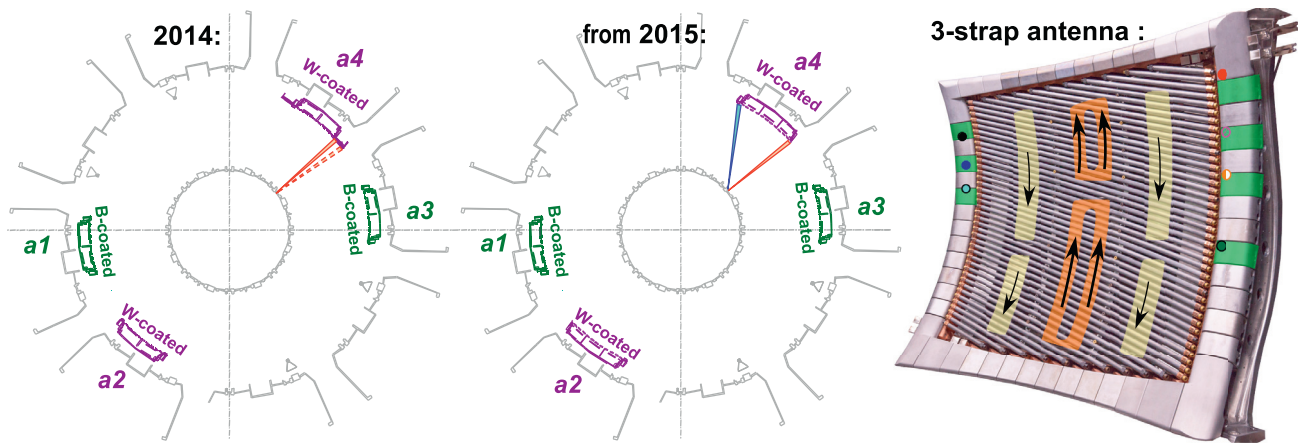 2014:
a4
W-coated
B-coated
a3
a1
B-coated
W-coated
a2
from 2015:
a4
W-coated
B-coated
a3
a1
B-coated
W-coated
a2
3-strap antenna :